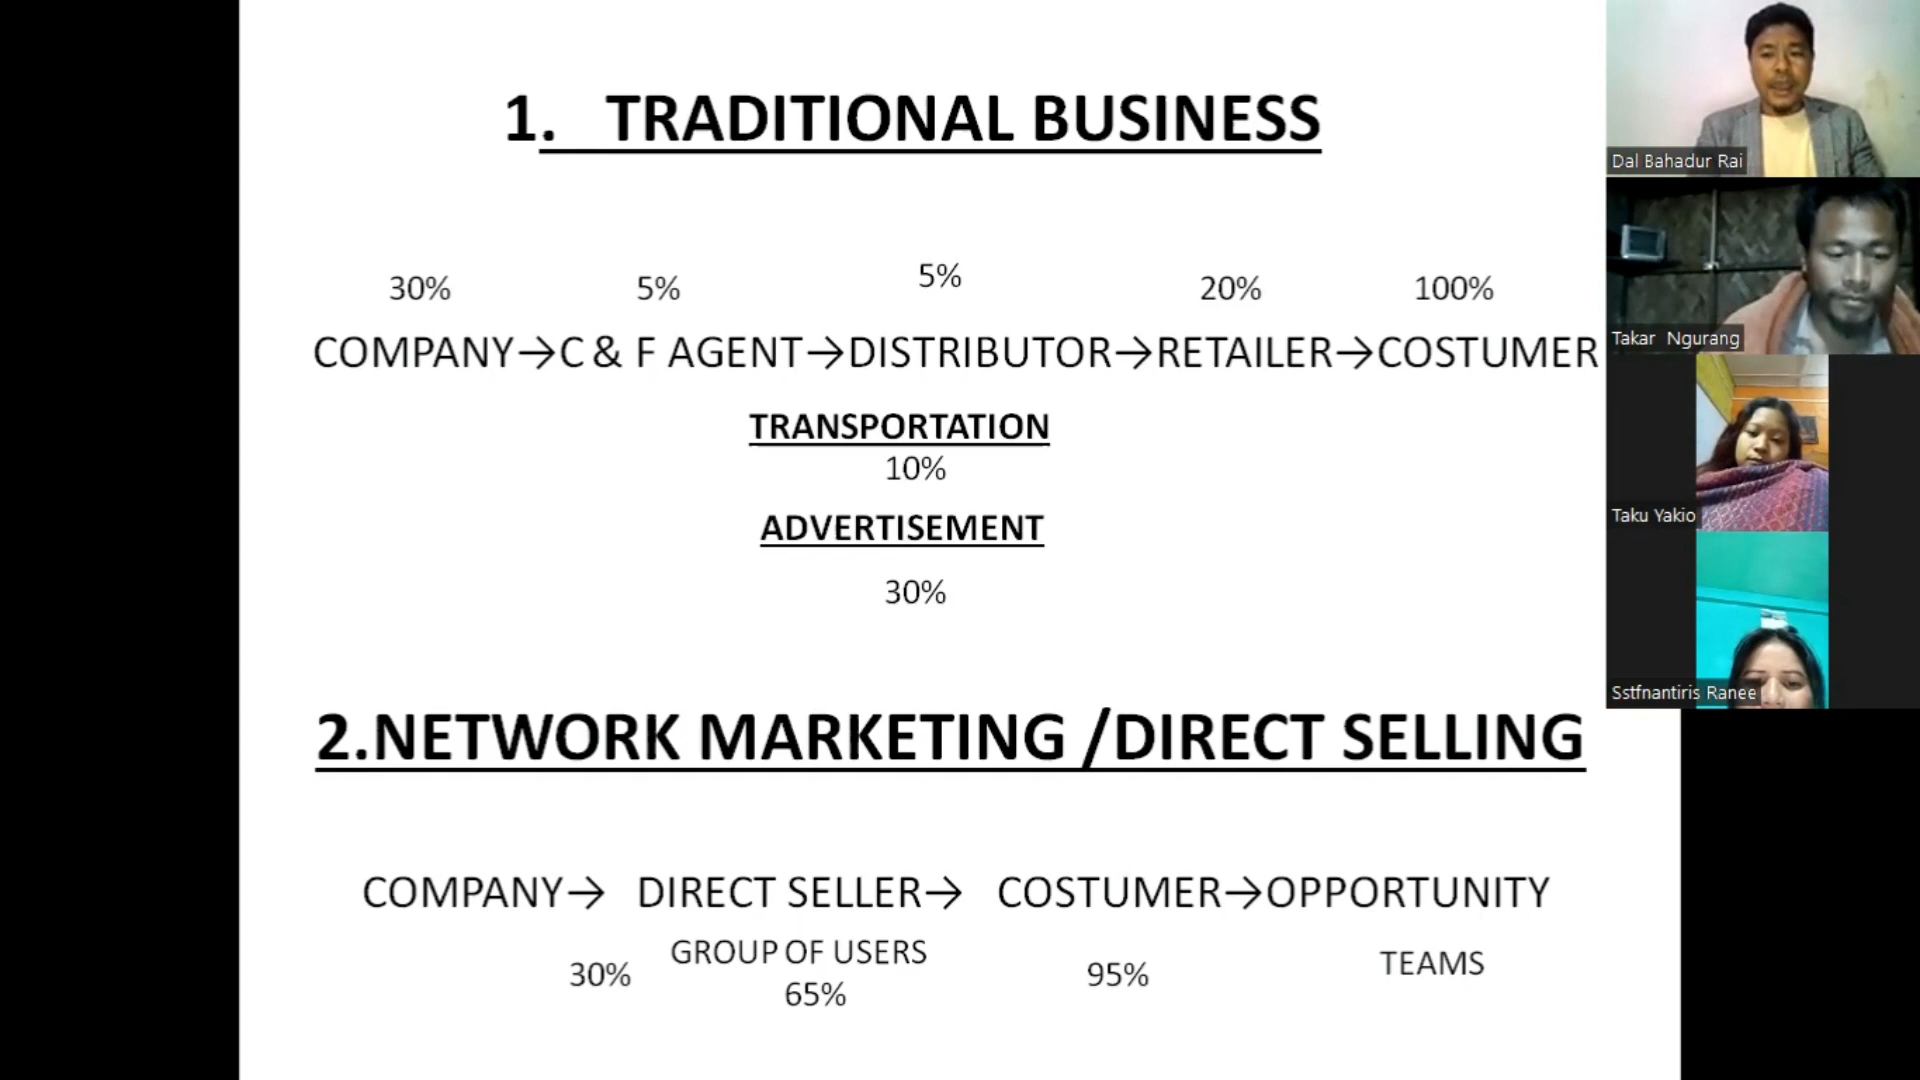 1. TRADITIONAL BUSINESS
30% 5% 5% 20% 100%
COMPANY→C & F AGENT→DISTRIBUTOR→RETAILER→COSTUMER
TRANSPORTATION
10%
ADVERTISEMENT
30%
2.NETWORK MARKETING /DIRECT SELLING
COMPANY→ DIRECT SELLER→ COSTUMER→OPPORTUNITY
GROUP OF USERS
30% 65% 95% TEAMS
Dal Bahadur Rai
Takar Ngurang
Taku Yakio
Sstfnantiris Ranee